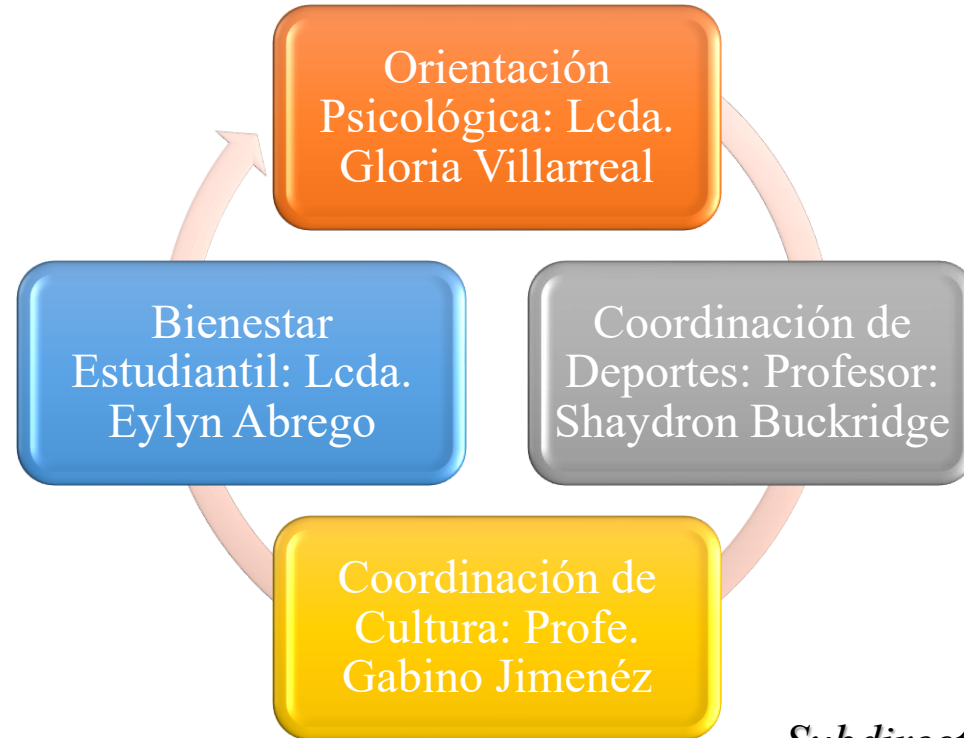 Orientación
Psicológica: Lcda.
Gloria Villarreal
Bienestar
Estudiantil: Lcda.
Eylyn Abrego
Coordinación de
Deportes: Profesor:
Shaydron Buckridge
Coordinación de
Cultura: Profe.
Gabino Jimenéz